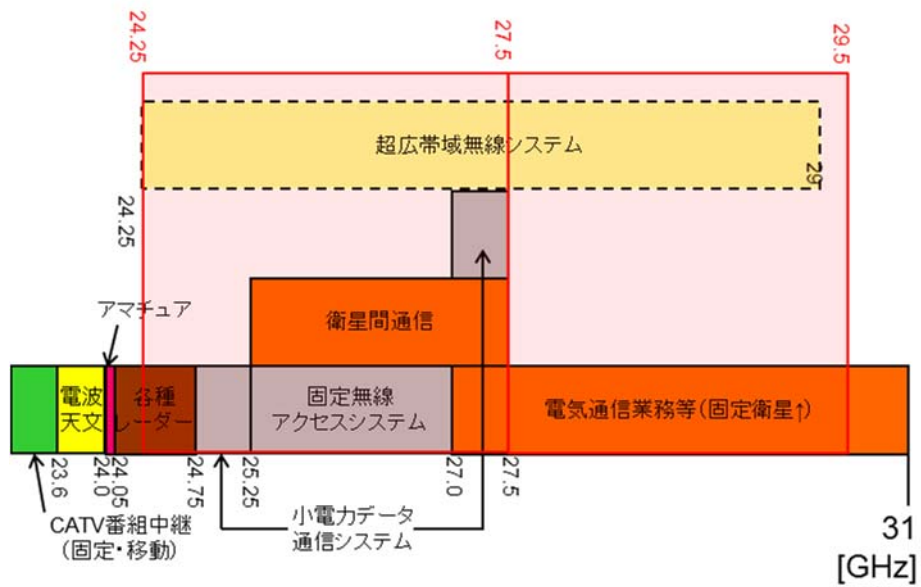 24.25
27.5
29.5
超広帯域無線システム
29
24.25
アマチュア
衛星間通信
電波
天文
各種
レーダー
固定無線
アクセスシステム
電気通信業務等(固定衛星↑)
23.6
24.0
24.05
24.75
25.25
27.0
27.5
CATV番組中継
(固定・移動)
小電力データ
通信システム
31
[GHz]